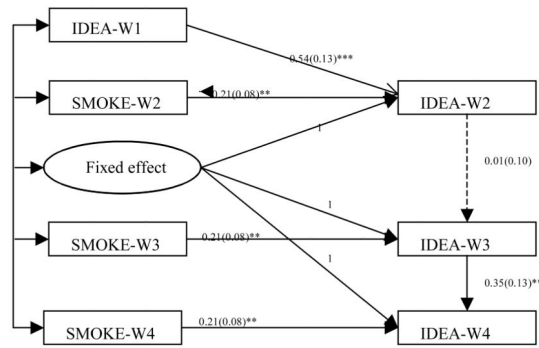 IDEA-W1
0.54(0.13)***
SMOKE-W2
0.21(0.08)**
IDEA-W2
1
Fixed effect
0.01(0.10)
1
SMOKE-W3
0.21(0.08)**
IDEA-W3
1
0.35(0.13)**
SMOKE-W4
0.21(0.08)**
IDEA-W4